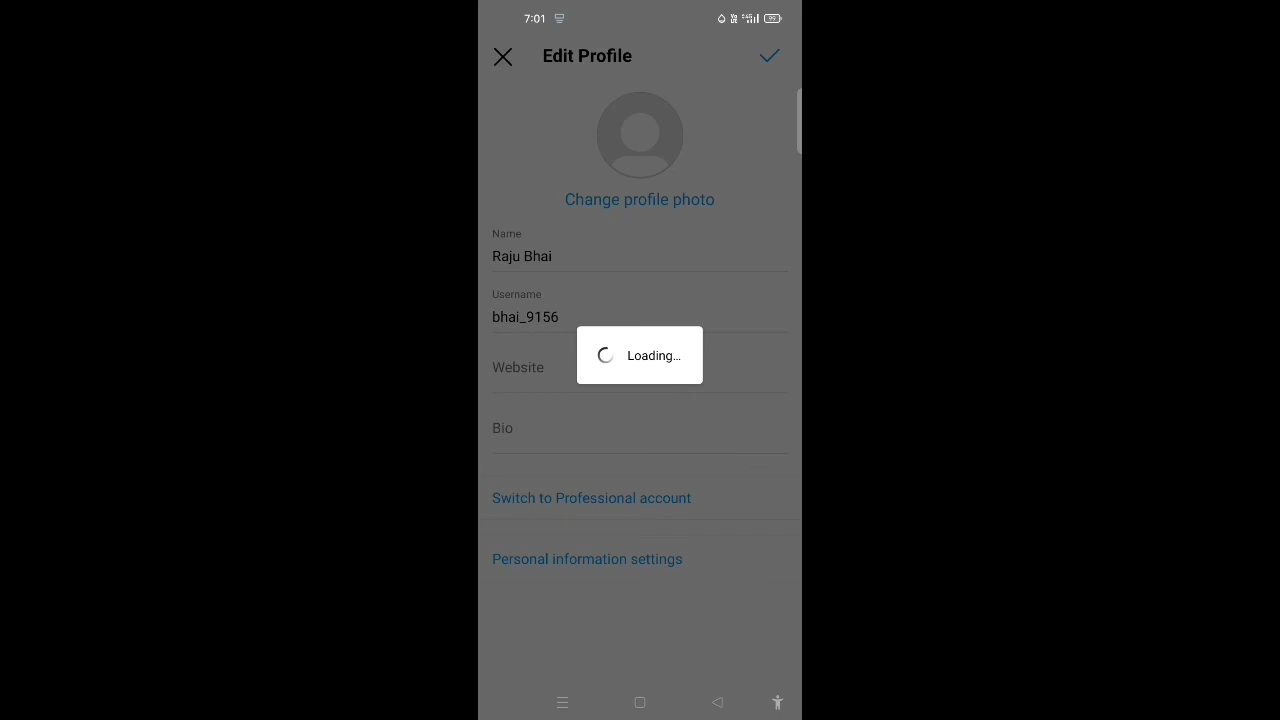 7:01
Edit Profile
Change profile photo
Name
Raju Bhai
Username
bhai_9156
Loading...
Website
Bio
Switch to Professional account
Personal information settings